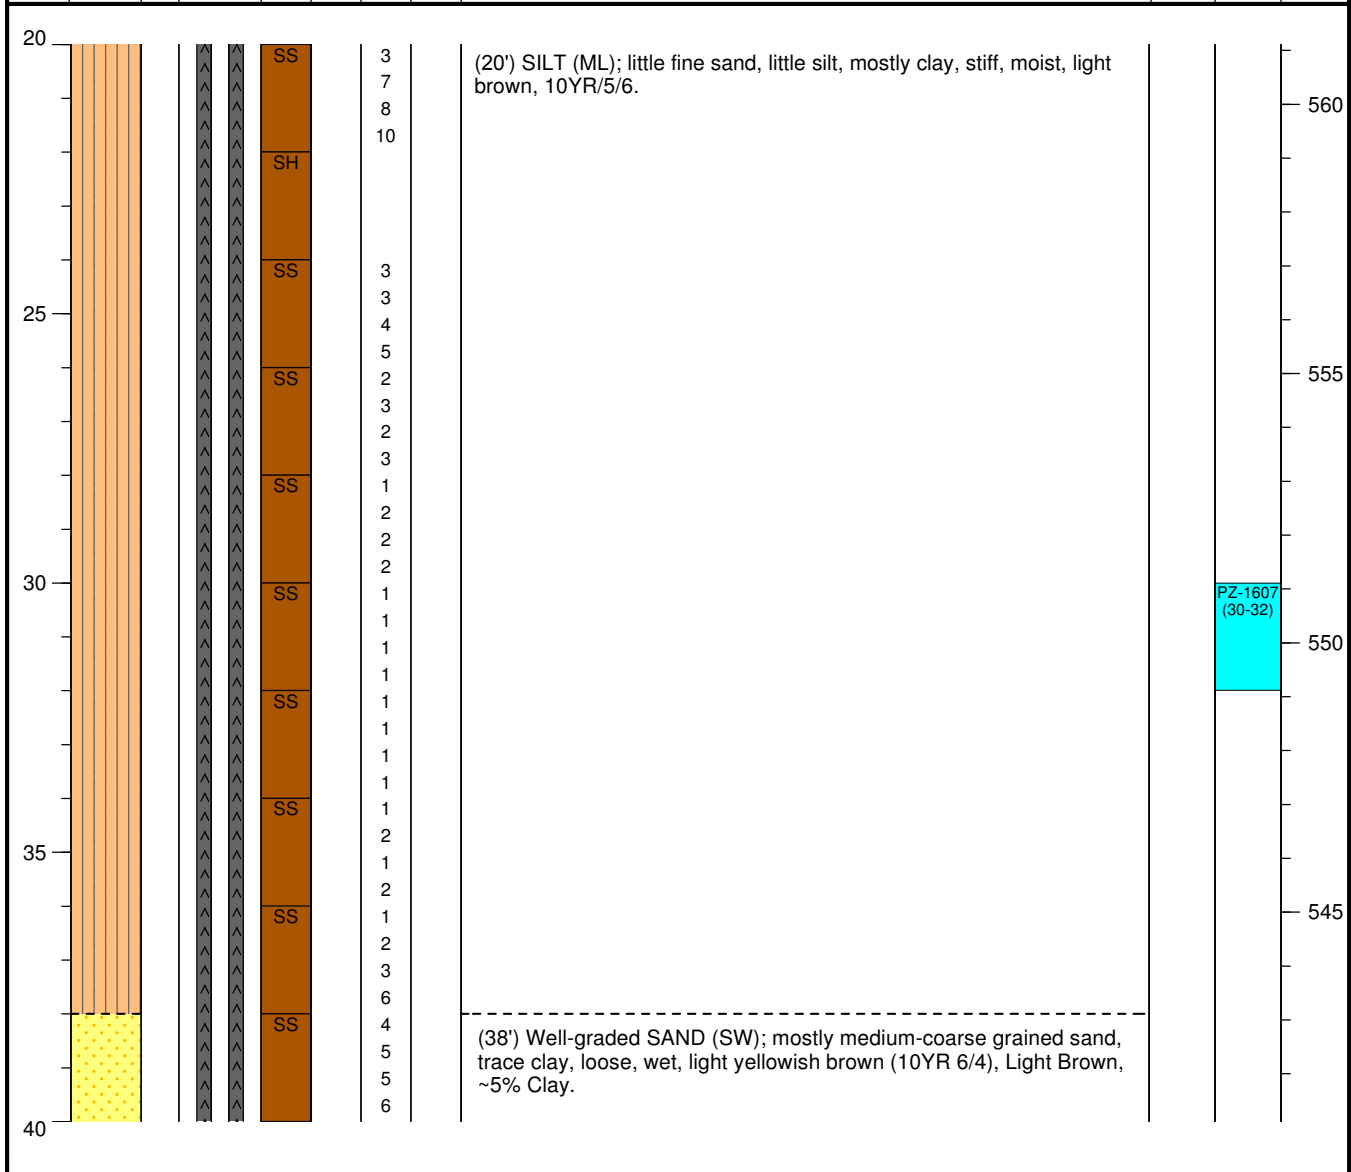 20
SS
3
(20') SILT (ML); little fine sand, little silt, mostly clay, stiff, moist, light
brown, 10YR/5/6.
7
560
8
10
SH
SS
3
3
25
4
5
555
SS
2
3
2
3
SS
1
2
2
2
30
SS
1
PZ-1607
(30-32)
1
1
550
1
SS
1
1
1
1
SS
1
2
35
1
2
SS
1
545
2
3
6
SS
4
(38') Well-graded SAND (SW); mostly medium-coarse grained sand,
trace clay, loose, wet, light yellowish brown (10YR 6/4), Light Brown,
~5% Clay.
5
5
6
40